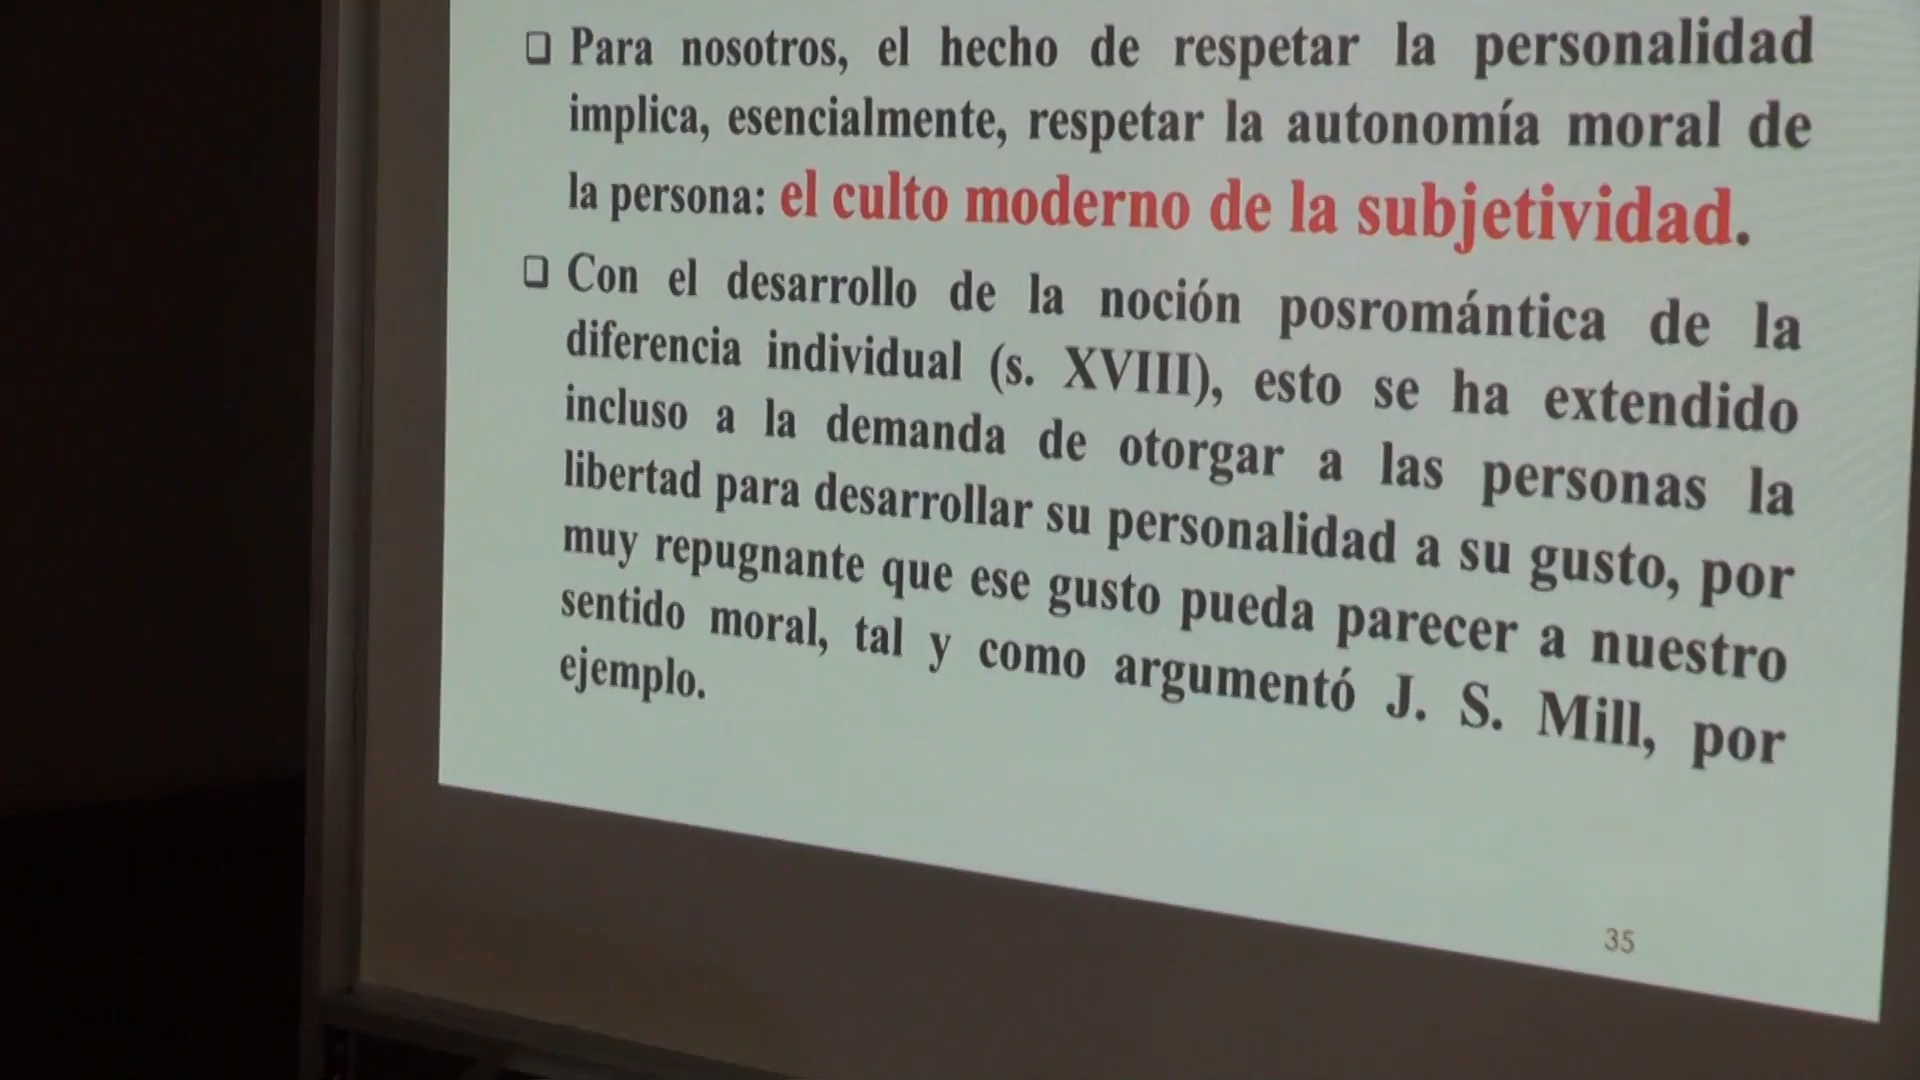 ❑ Para nosotros, el hecho de respetar la personalidad
implica, esencialmente, respetar la autonomía moral de
la persona: el culto moderno de la subjetividad.
❑ Con el desarrollo de la noción posromántica de la
diferencia individual (s. XVIII), esto se ha extendido
incluso a la demanda de otorgar a las personas la
libertad para desarrollar su personalidad a su gusto, por
muy repugnante que ese gusto pueda parecer a nuestro
sentido moral, tal y como argumentó J. S. Mill, por
ejemplo.
35